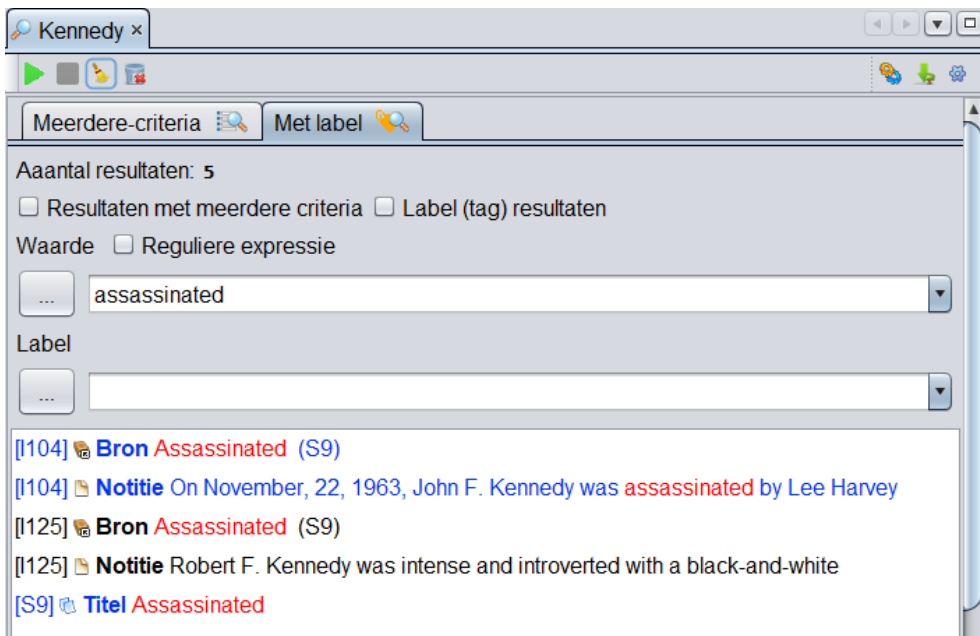 Kennedy ×
Meerdere-criteria Met label
Aaantal resultaten: 5
Resultaten met meerdere criteria Label (tag) resultaten
Waarde Reguliere expressie
... assassinated
Label
...
[I104] Bron Assassinated (S9)
[I104] Notitie On November, 22, 1963, John F. Kennedy was assassinated by Lee Harvey
[I125] Bron Assassinated (S9)
[I125] Notitie Robert F. Kennedy was intense and introverted with a black-and-white
[S9] Titel Assassinated